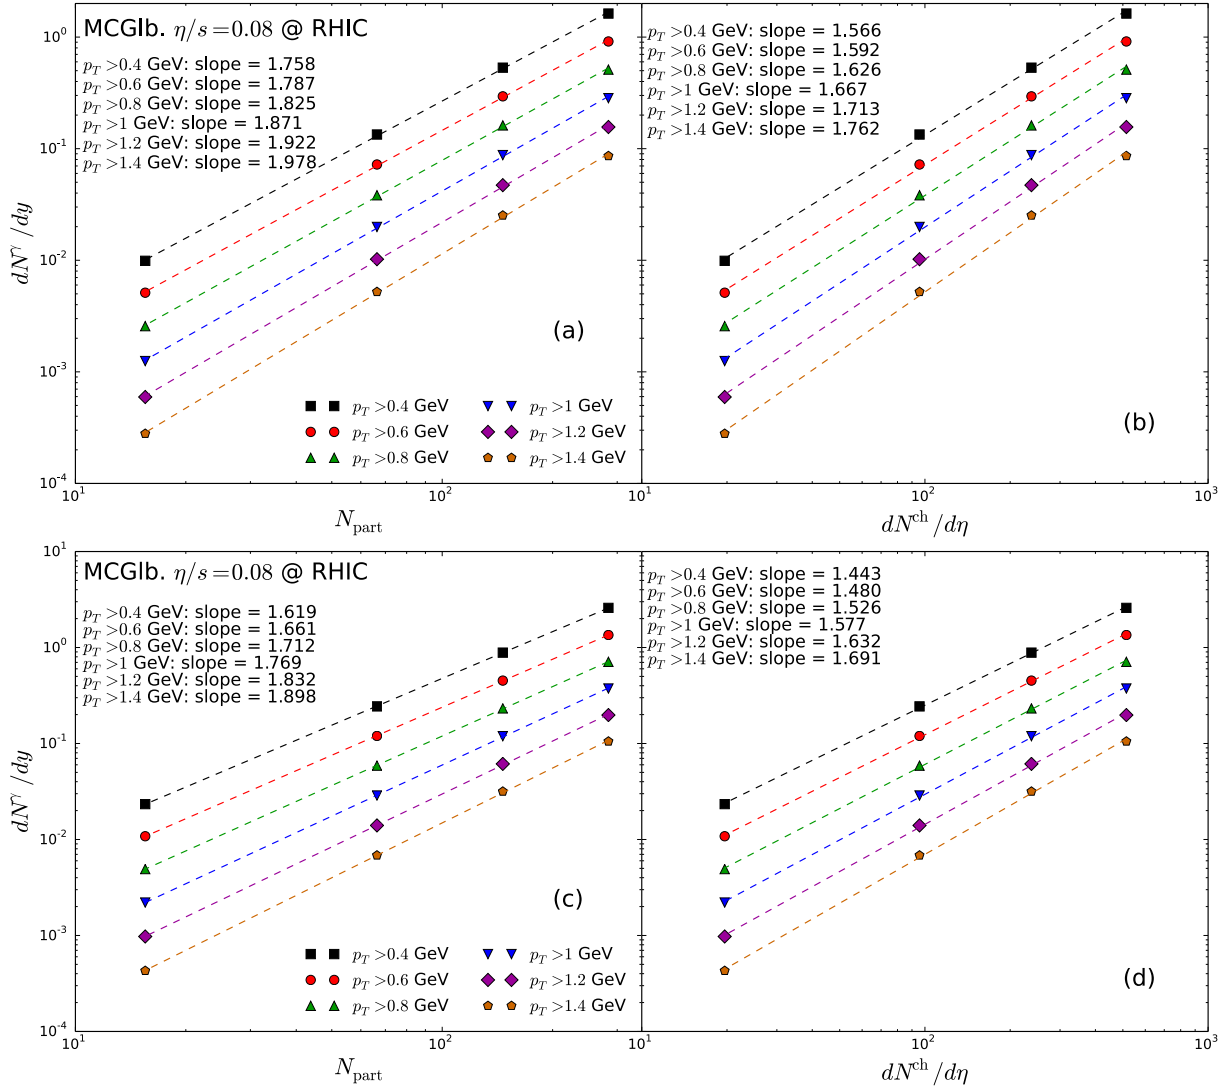 MCGlb. η/s=0.08 @ RHIC
p_T >0.4 GeV: slope = 1.758
p_T >0.6 GeV: slope = 1.787
p_T >0.8 GeV: slope = 1.825
p_T >1 GeV: slope = 1.871
p_T >1.2 GeV: slope = 1.922
p_T >1.4 GeV: slope = 1.978
10^0
10^-1
10^-2
10^-3
10^-4
dN^γ/dy
(a)
p_T >0.4 GeV
p_T >0.6 GeV
p_T >0.8 GeV
p_T >1 GeV
p_T >1.2 GeV
p_T >1.4 GeV
10^1 10^2
N_part
p_T >0.4 GeV: slope = 1.566
p_T >0.6 GeV: slope = 1.592
p_T >0.8 GeV: slope = 1.626
p_T >1 GeV: slope = 1.667
p_T >1.2 GeV: slope = 1.713
p_T >1.4 GeV: slope = 1.762
(b)
10^1 10^2 10^3
dN^ch/dη
MCGlb. η/s=0.08 @ RHIC
p_T >0.4 GeV: slope = 1.619
p_T >0.6 GeV: slope = 1.661
p_T >0.8 GeV: slope = 1.712
p_T >1 GeV: slope = 1.769
p_T >1.2 GeV: slope = 1.832
p_T >1.4 GeV: slope = 1.898
10^1
10^0
10^-1
10^-2
10^-3
10^-4
dN^γ/dy
(c)
p_T >0.4 GeV
p_T >0.6 GeV
p_T >0.8 GeV
p_T >1 GeV
p_T >1.2 GeV
p_T >1.4 GeV
10^1 10^2
N_part
p_T >0.4 GeV: slope = 1.443
p_T >0.6 GeV: slope = 1.480
p_T >0.8 GeV: slope = 1.526
p_T >1 GeV: slope = 1.577
p_T >1.2 GeV: slope = 1.632
p_T >1.4 GeV: slope = 1.691
(d)
10^1 10^2 10^3
dN^ch/dη